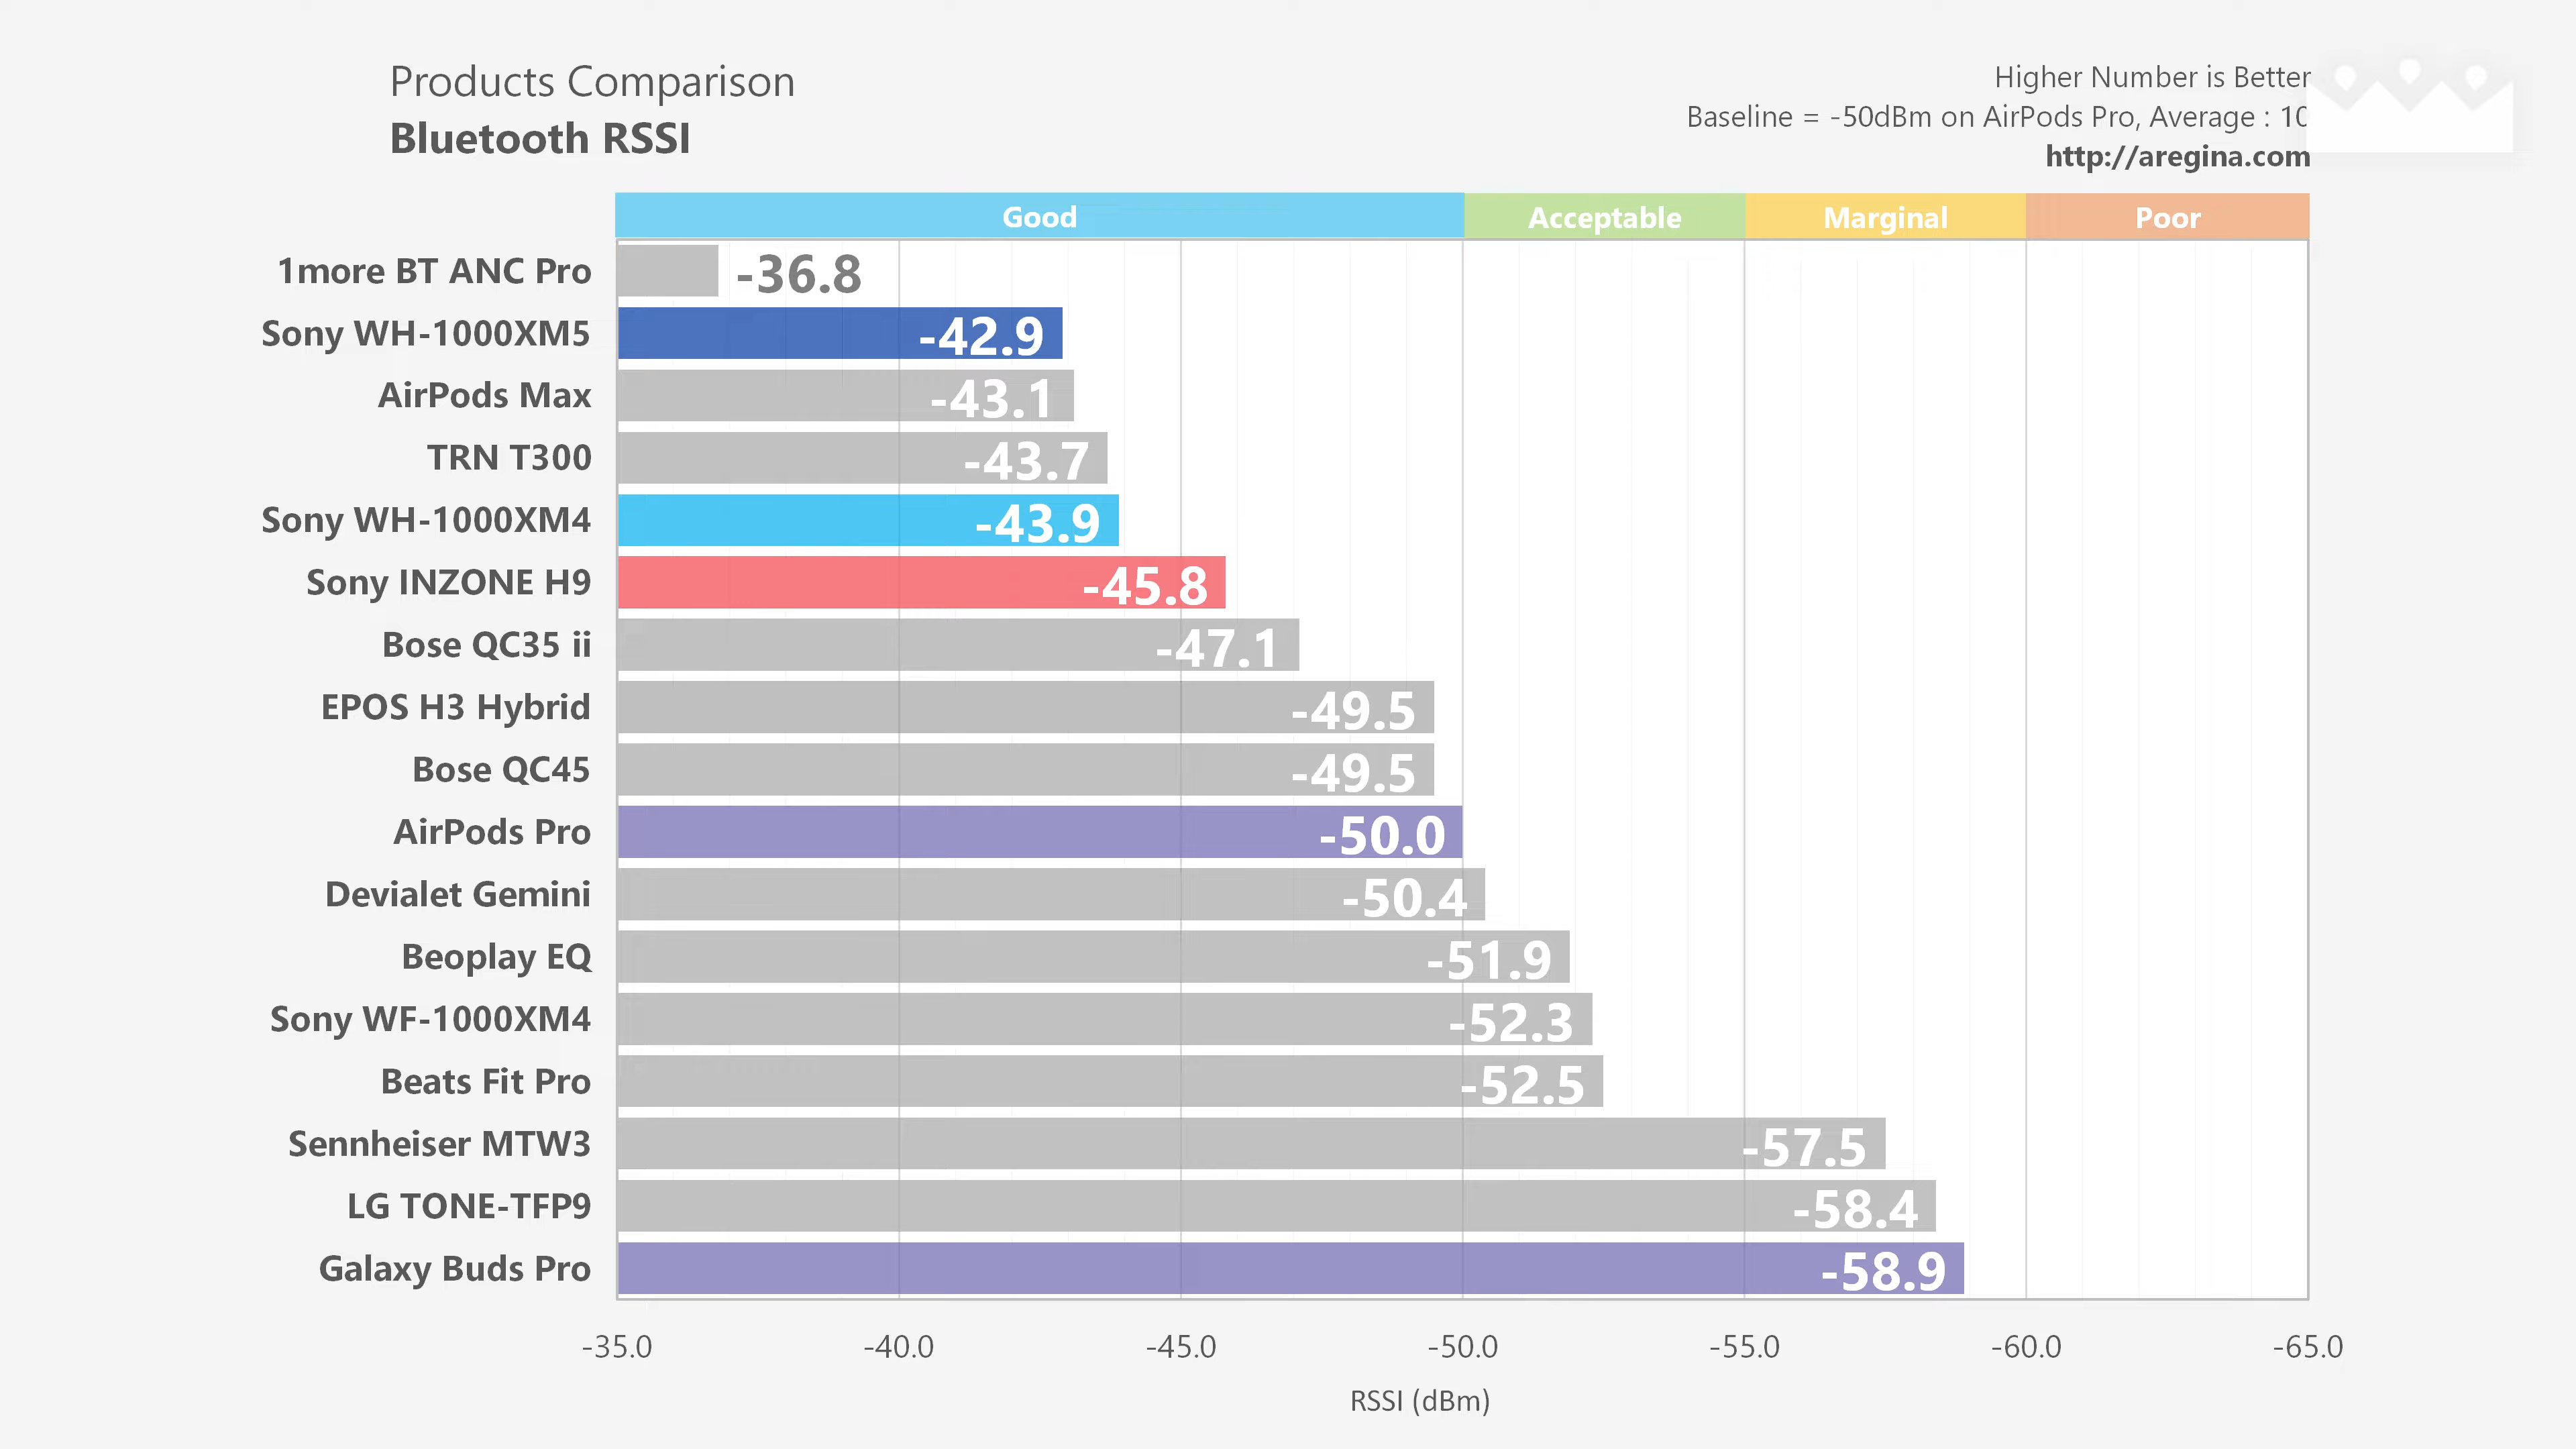 Products Comparison
Bluetooth RSSI
Higher Number is Better
Baseline = -50dBm on AirPods Pro, Average : 10
http://aregina.com
Good Acceptable Marginal Poor
1more BT ANC Pro -36.8
Sony WH-1000XM5 -42.9
AirPods Max -43.1
TRN T300 -43.7
Sony WH-1000XM4 -43.9
Sony INZONE H9 -45.8
Bose QC35 ii -47.1
EPOS H3 Hybrid -49.5
Bose QC45 -49.5
AirPods Pro -50.0
Devialet Gemini -50.4
Beoplay EQ -51.9
Sony WF-1000XM4 -52.3
Beats Fit Pro -52.5
Sennheiser MTW3 -57.5
LG TONE-TFP9 -58.4
Galaxy Buds Pro -58.9
-35.0 -40.0 -45.0 -50.0 -55.0 -60.0 -65.0
RSSI (dBm)